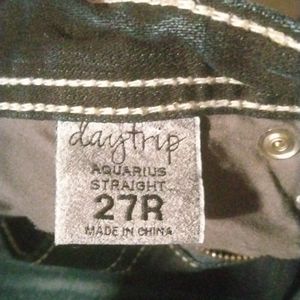 daytrip
AQUARIUS
STRAIGHT
27R
MADE IN CHINA